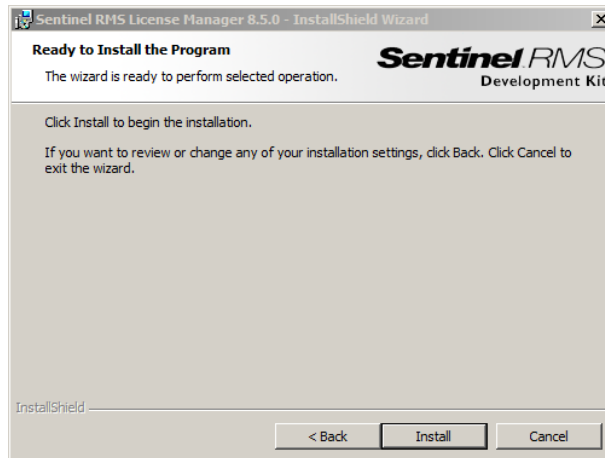 Sentinel RMS License Manager 8.5.0 - InstallShield Wizard
Ready to Install the Program
The wizard is ready to perform selected operation.
Sentinel RMS
Development Kit
Click Install to begin the installation.
If you want to review or change any of your installation settings, click Back. Click Cancel to
exit the wizard.
InstallShield
< Back
Install
Cancel